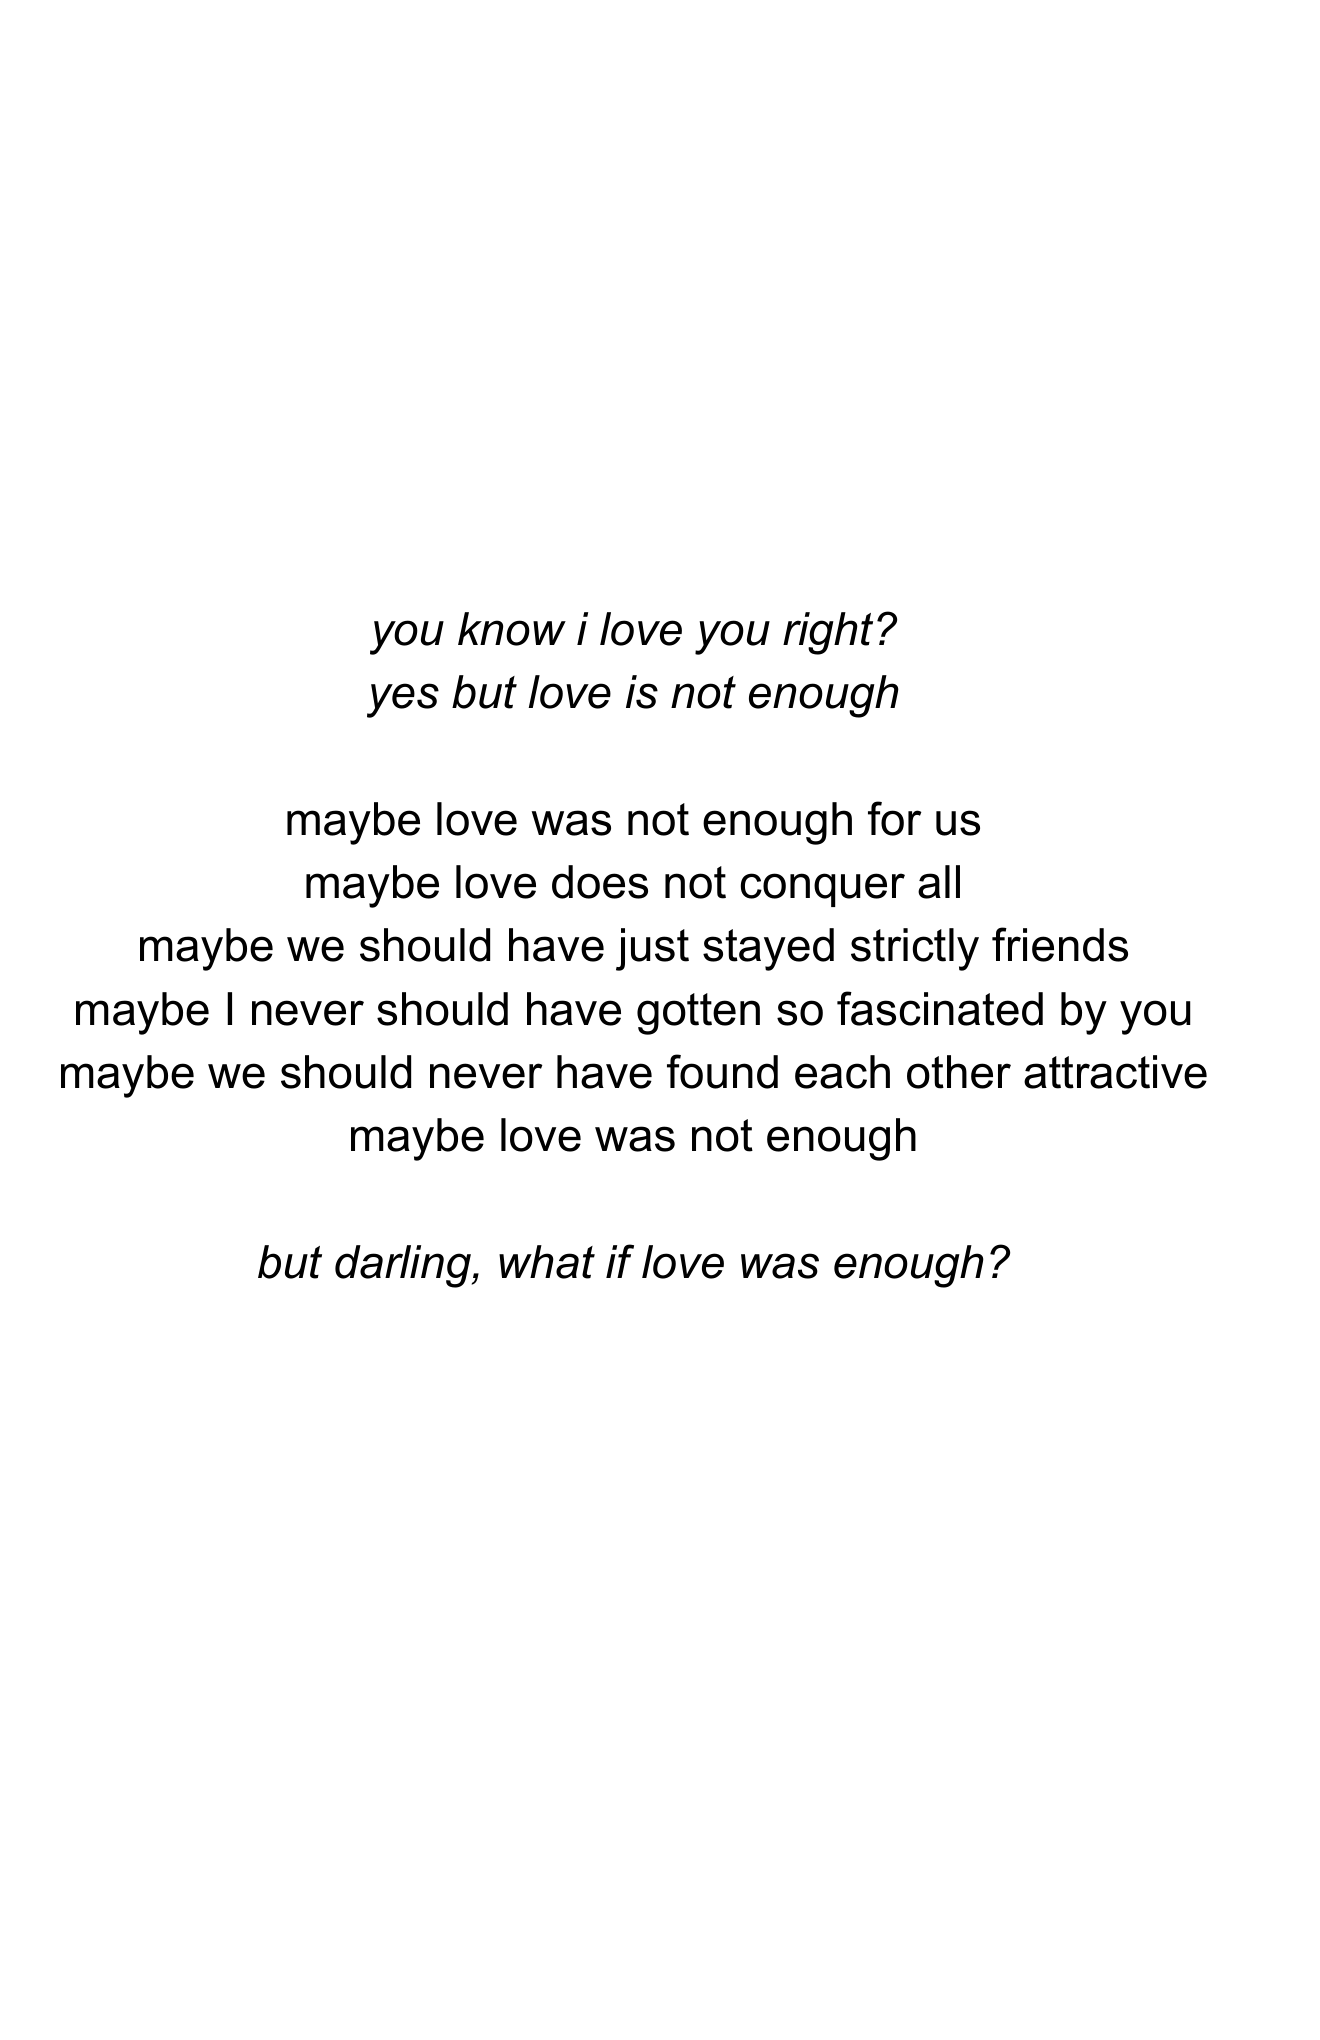 you know i love you right?
yes but love is not enough
maybe love was not enough for us
maybe love does not conquer all
maybe we should have just stayed strictly friends
maybe I never should have gotten so fascinated by you
maybe we should never have found each other attractive
maybe love was not enough
but darling, what if love was enough?